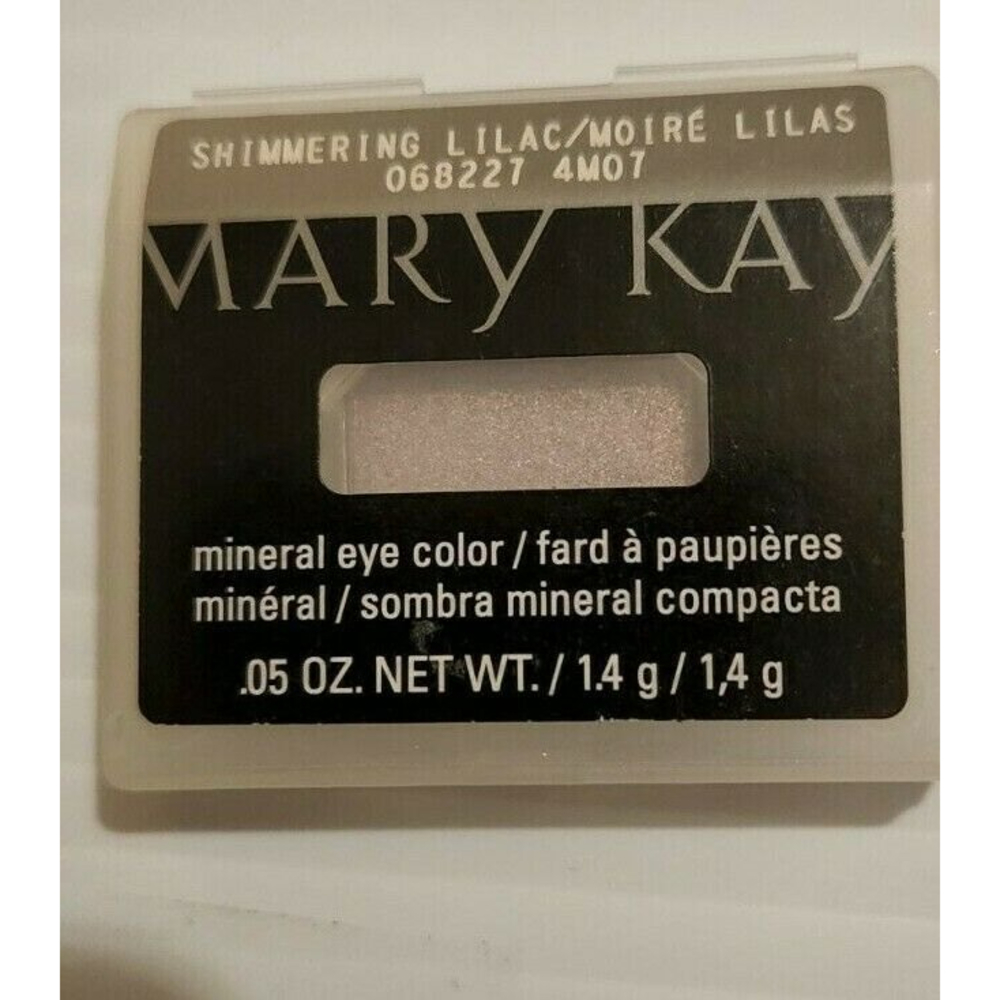 SHIMMERING LILAC/MOIRÉ LILAS
068227 4M07
MARY KAY
mineral eye color / fard à paupières
minéral / sombra mineral compacta
.05 OZ. NET WT. / 1.4 g / 1,4 g